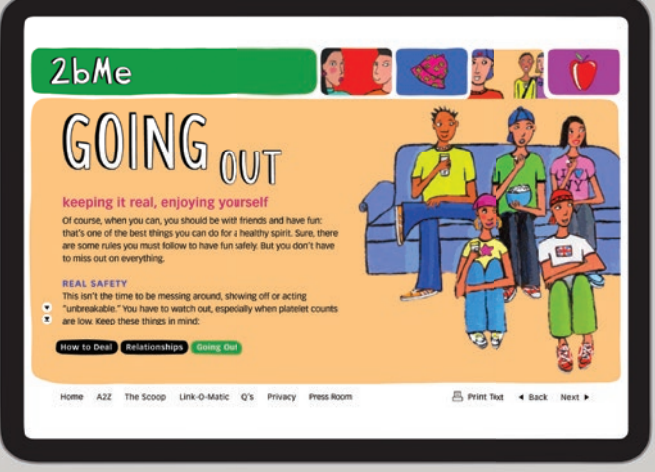 2bMe
GOING OUT
keeping it real, enjoying yourself
Of course, when you can, you should be with friends and have fun:
that's one of the best things you can do for a healthy spirit. Sure, there
are some rules you must follow to have fun safely. But you don't have
to miss out on everything.
REAL SAFETY
This isn't the time to be messing around, showing off or acting
"unbreakable." You have to watch out, especially when platelet counts
are low. Keep these things in mind:
How to Deal Relationships Going Out
Home A2Z The Scoop Link-O-Matic Q's Privacy Press Room Print Text Back Next